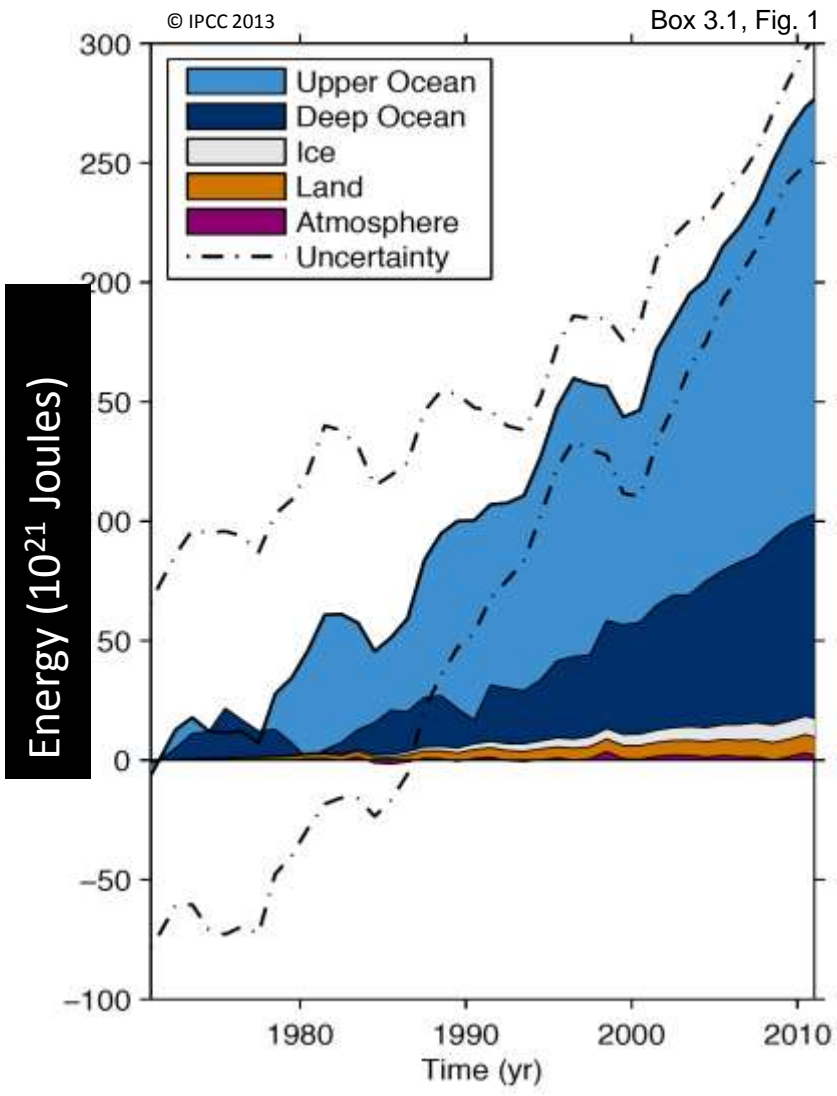 © IPCC 2013
Box 3.1, Fig. 1
Upper Ocean
Deep Ocean
Ice
Land
Atmosphere
Uncertainty
300
250
200
50
00
50
0
−50
−100
Energy (10²¹ Joules)
1980 1990 2000 2010
Time (yr)